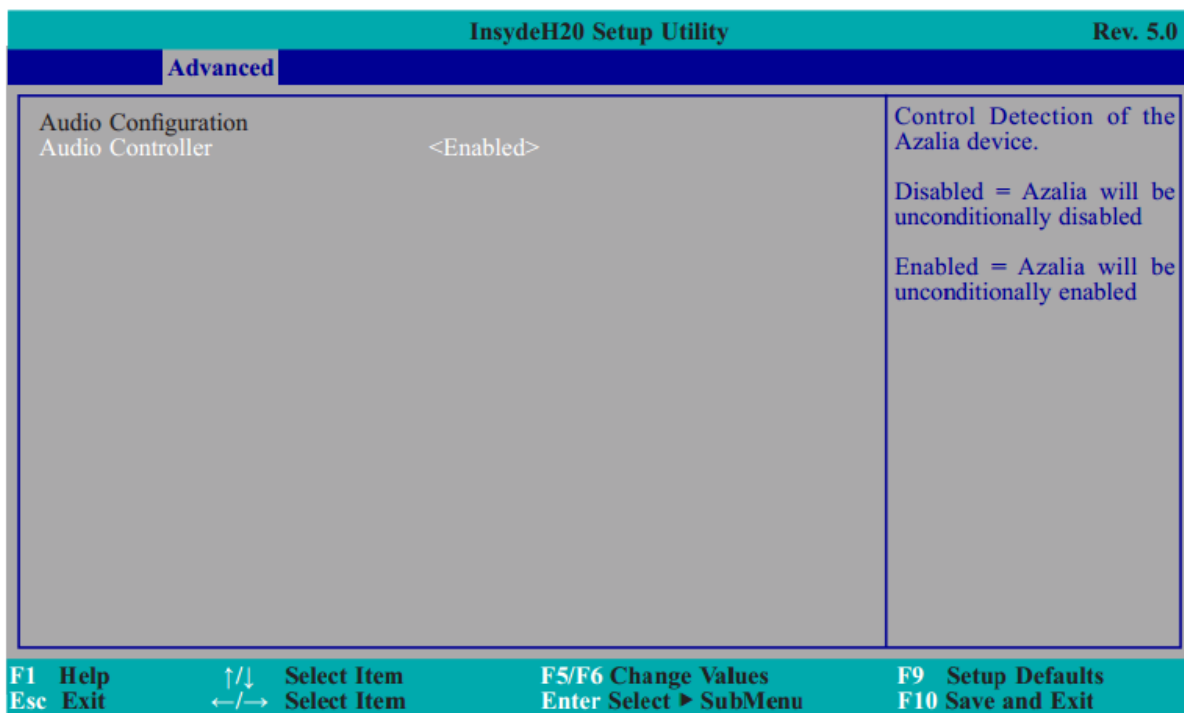 InsydeH20 Setup Utility Rev. 5.0
Advanced
Audio Configuration
Audio Controller <Enabled>
Control Detection of the
Azalia device.
Disabled = Azalia will be
unconditionally disabled
Enabled = Azalia will be
unconditionally enabled
F1 Help ↑/↓ Select Item F5/F6 Change Values F9 Setup Defaults
Esc Exit ←/→ Select Item Enter Select ▶ SubMenu F10 Save and Exit